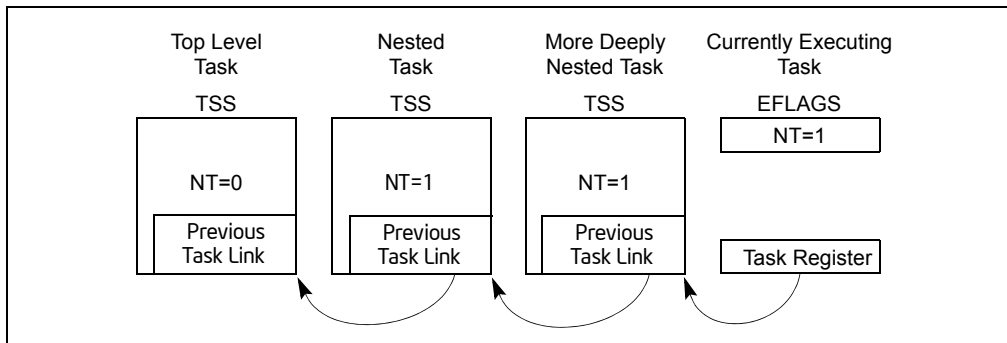 Top Level
Task
Nested
Task
More Deeply
Nested Task
Currently Executing
Task
TSS
TSS
TSS
EFLAGS
NT=1
NT=0
NT=1
NT=1
Previous
Task Link
Previous
Task Link
Previous
Task Link
Task Register